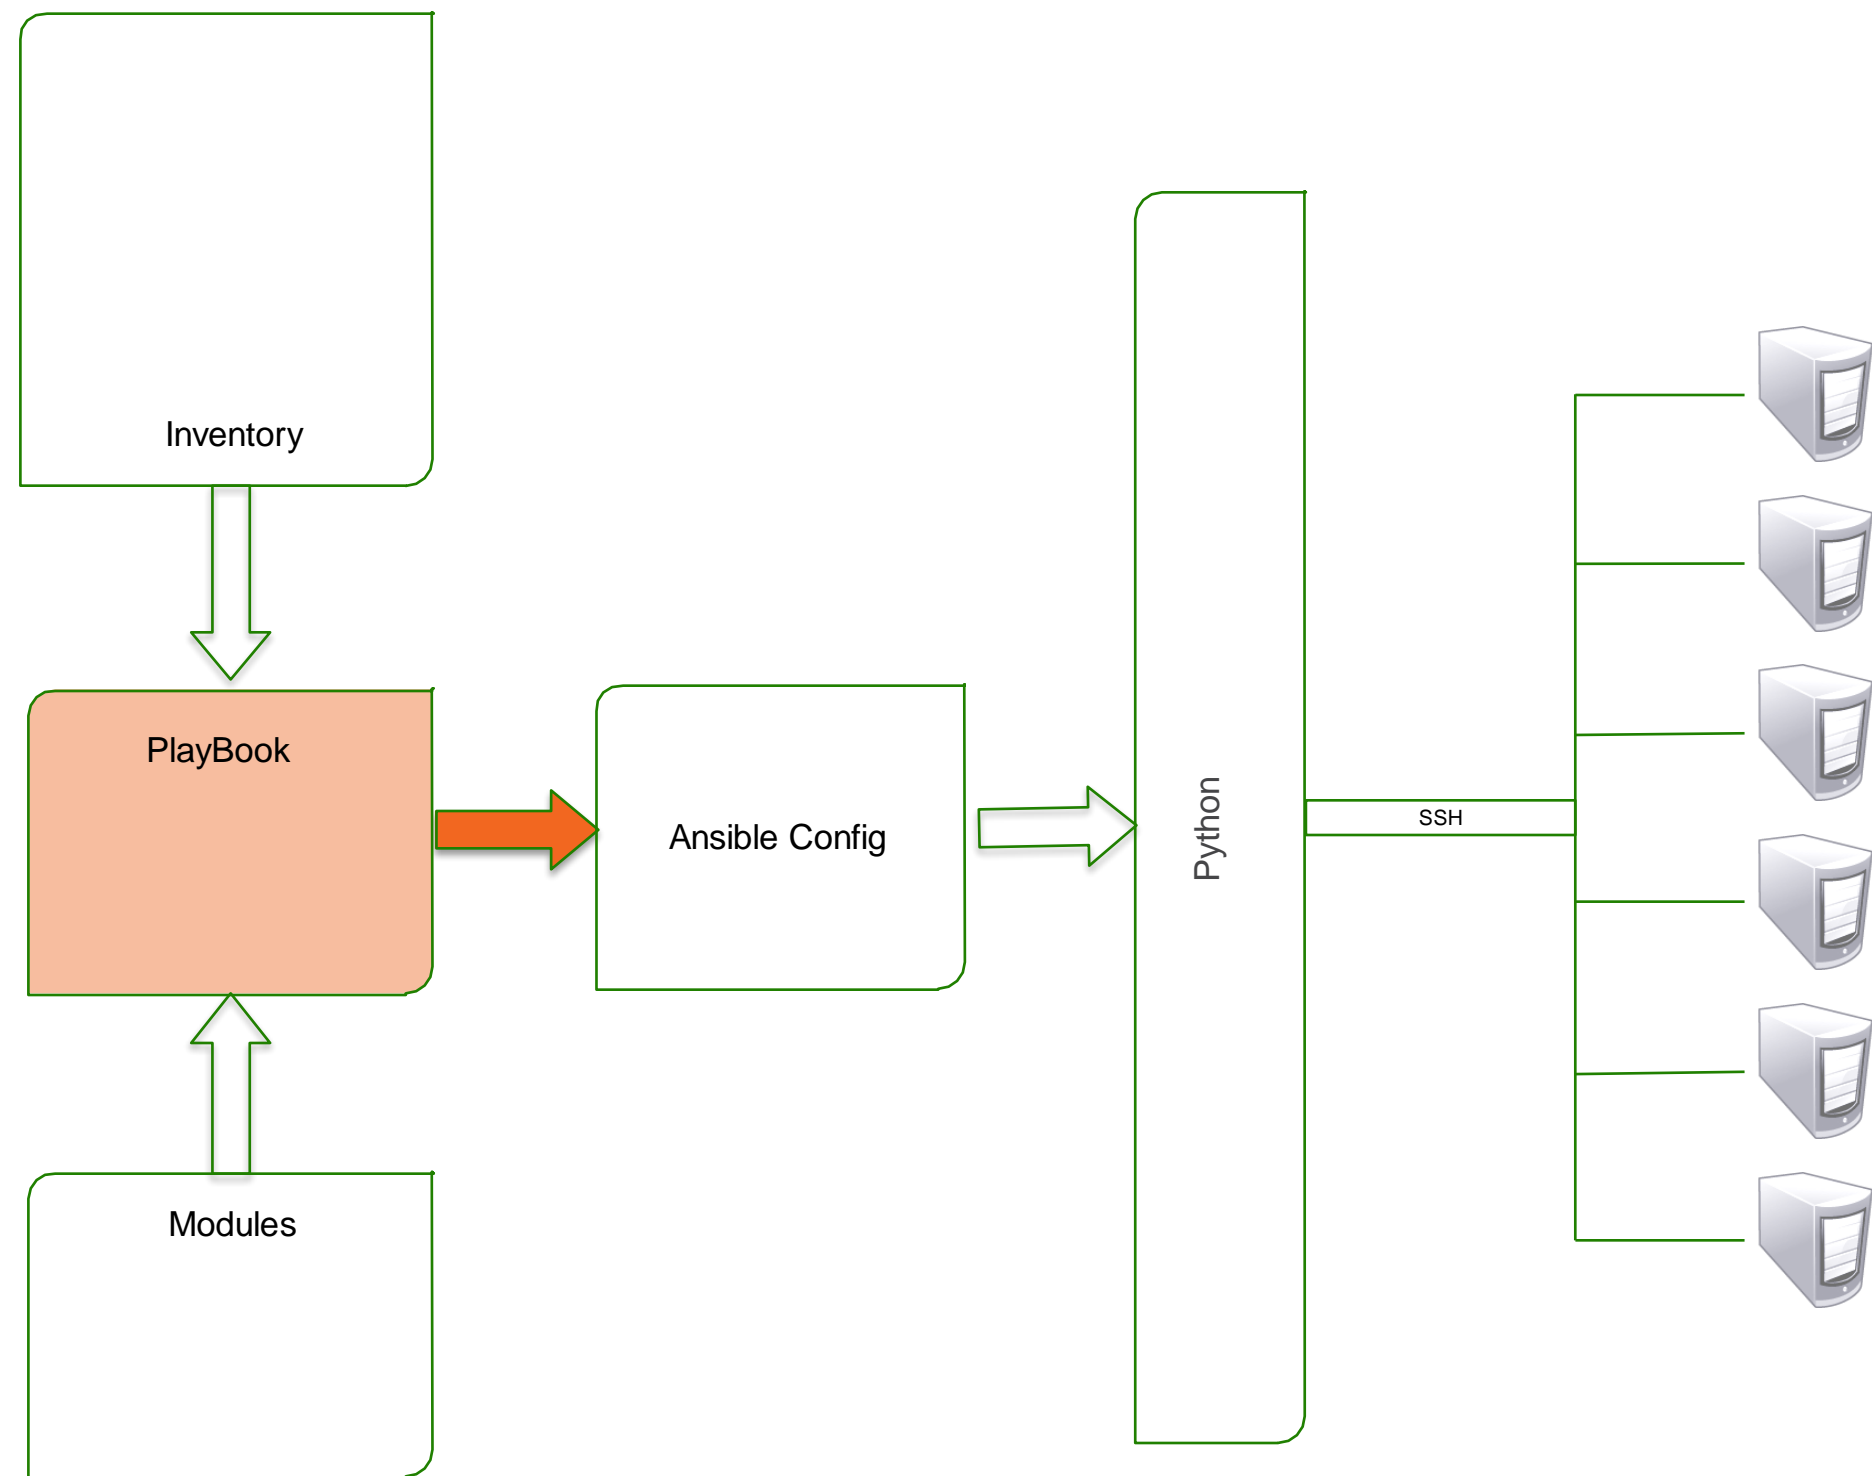 Inventory
PlayBook
Ansible Config
Python
SSH
Modules